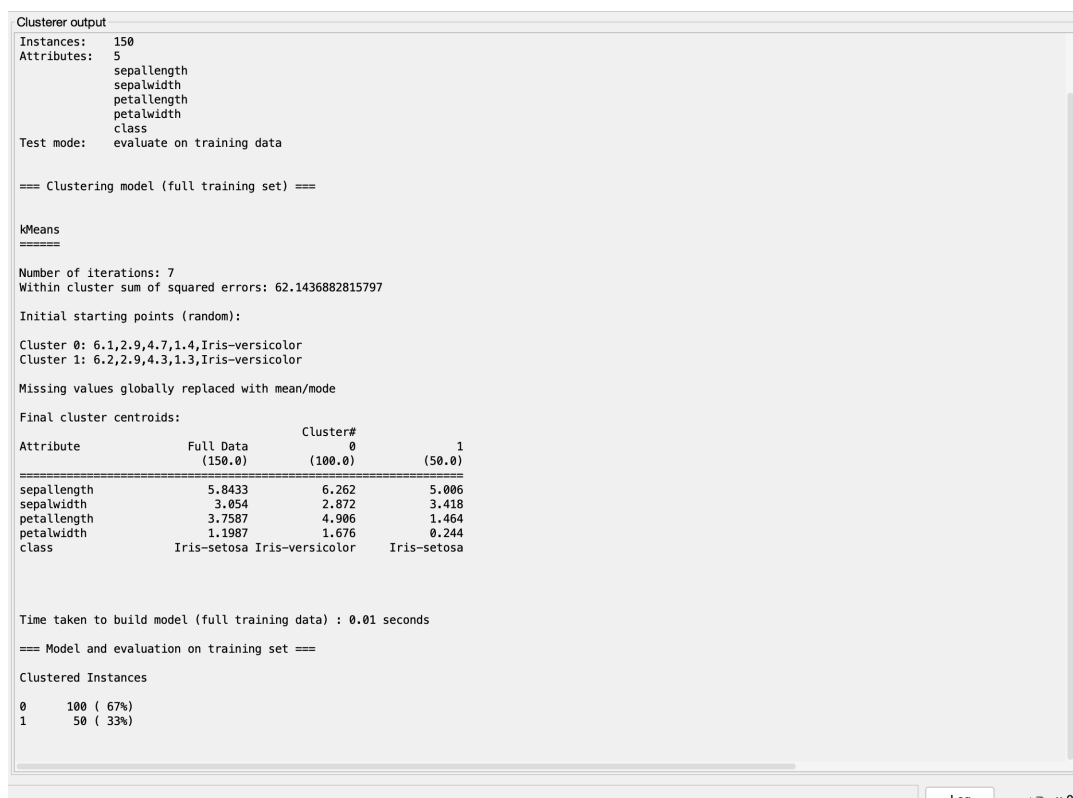 Clusterer output
Instances:    150
Attributes:   5
              sepallength
              sepalwidth
              petallength
              petalwidth
              class
Test mode:    evaluate on training data
=== Clustering model (full training set) ===
kMeans
======
Number of iterations: 7
Within cluster sum of squared errors: 62.1436882815797
Initial starting points (random):
Cluster 0: 6.1,2.9,4.7,1.4,Iris-versicolor
Cluster 1: 6.2,2.9,4.3,1.3,Iris-versicolor
Missing values globally replaced with mean/mode
Final cluster centroids:
                                          Cluster#
Attribute                Full Data               0               1
                           (150.0)         (100.0)          (50.0)
==================================================================
sepallength                 5.8433           6.262           5.006
sepalwidth                   3.054           2.872           3.418
petallength                 3.7587           4.906           1.464
petalwidth                  1.1987           1.676           0.244
class                  Iris-setosa Iris-versicolor     Iris-setosa
Time taken to build model (full training data) : 0.01 seconds
=== Model and evaluation on training set ===
Clustered Instances
0      100 ( 67%)
1       50 ( 33%)